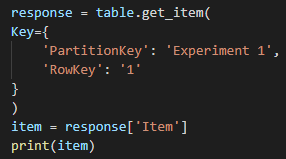 response = table.get_item(
Key={
    'PartitionKey': 'Experiment 1',
    'RowKey': '1'
}
)
item = response['Item']
print(item)